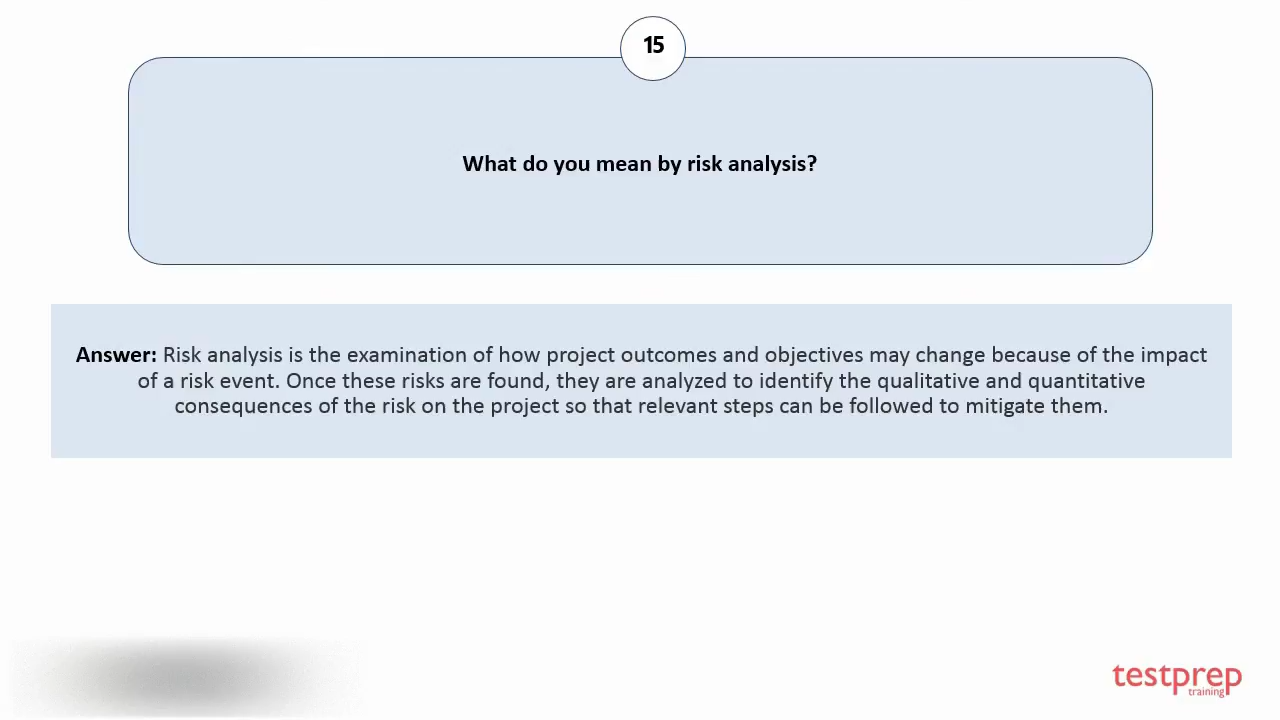 15
What do you mean by risk analysis?
Answer: Risk analysis is the examination of how project outcomes and objectives may change because of the impact
of a risk event. Once these risks are found, they are analyzed to identify the qualitative and quantitative
consequences of the risk on the project so that relevant steps can be followed to mitigate them.
testprep
training